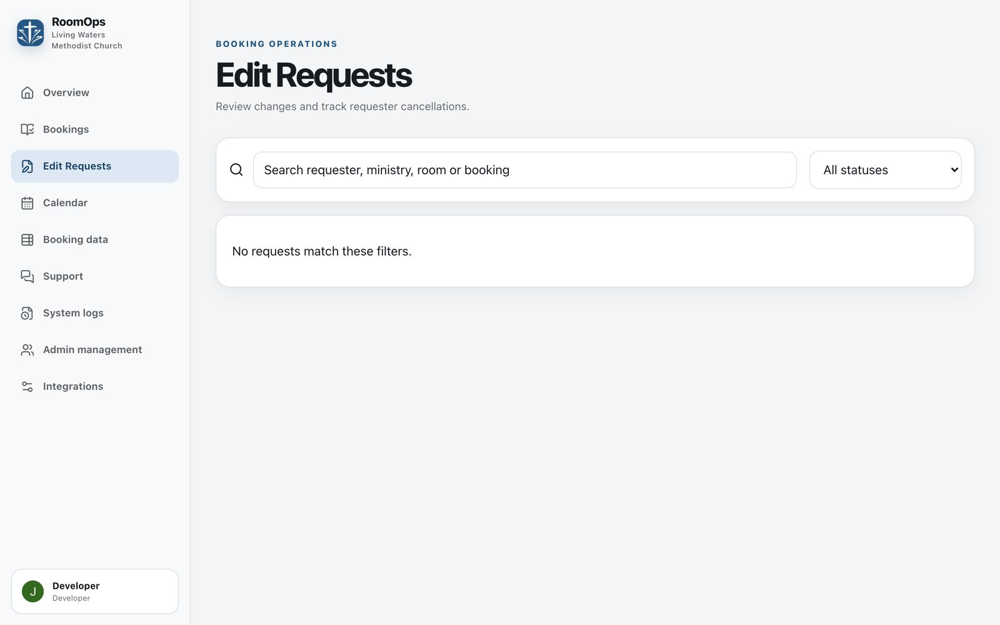 RoomOps
Living Waters
Methodist Church
Overview
Bookings
Edit Requests
Calendar
Booking data
Support
System logs
Admin management
Integrations
J
Developer
Developer
BOOKING OPERATIONS
Edit Requests
Review changes and track requester cancellations.
Search requester, ministry, room or booking
All statuses
No requests match these filters.